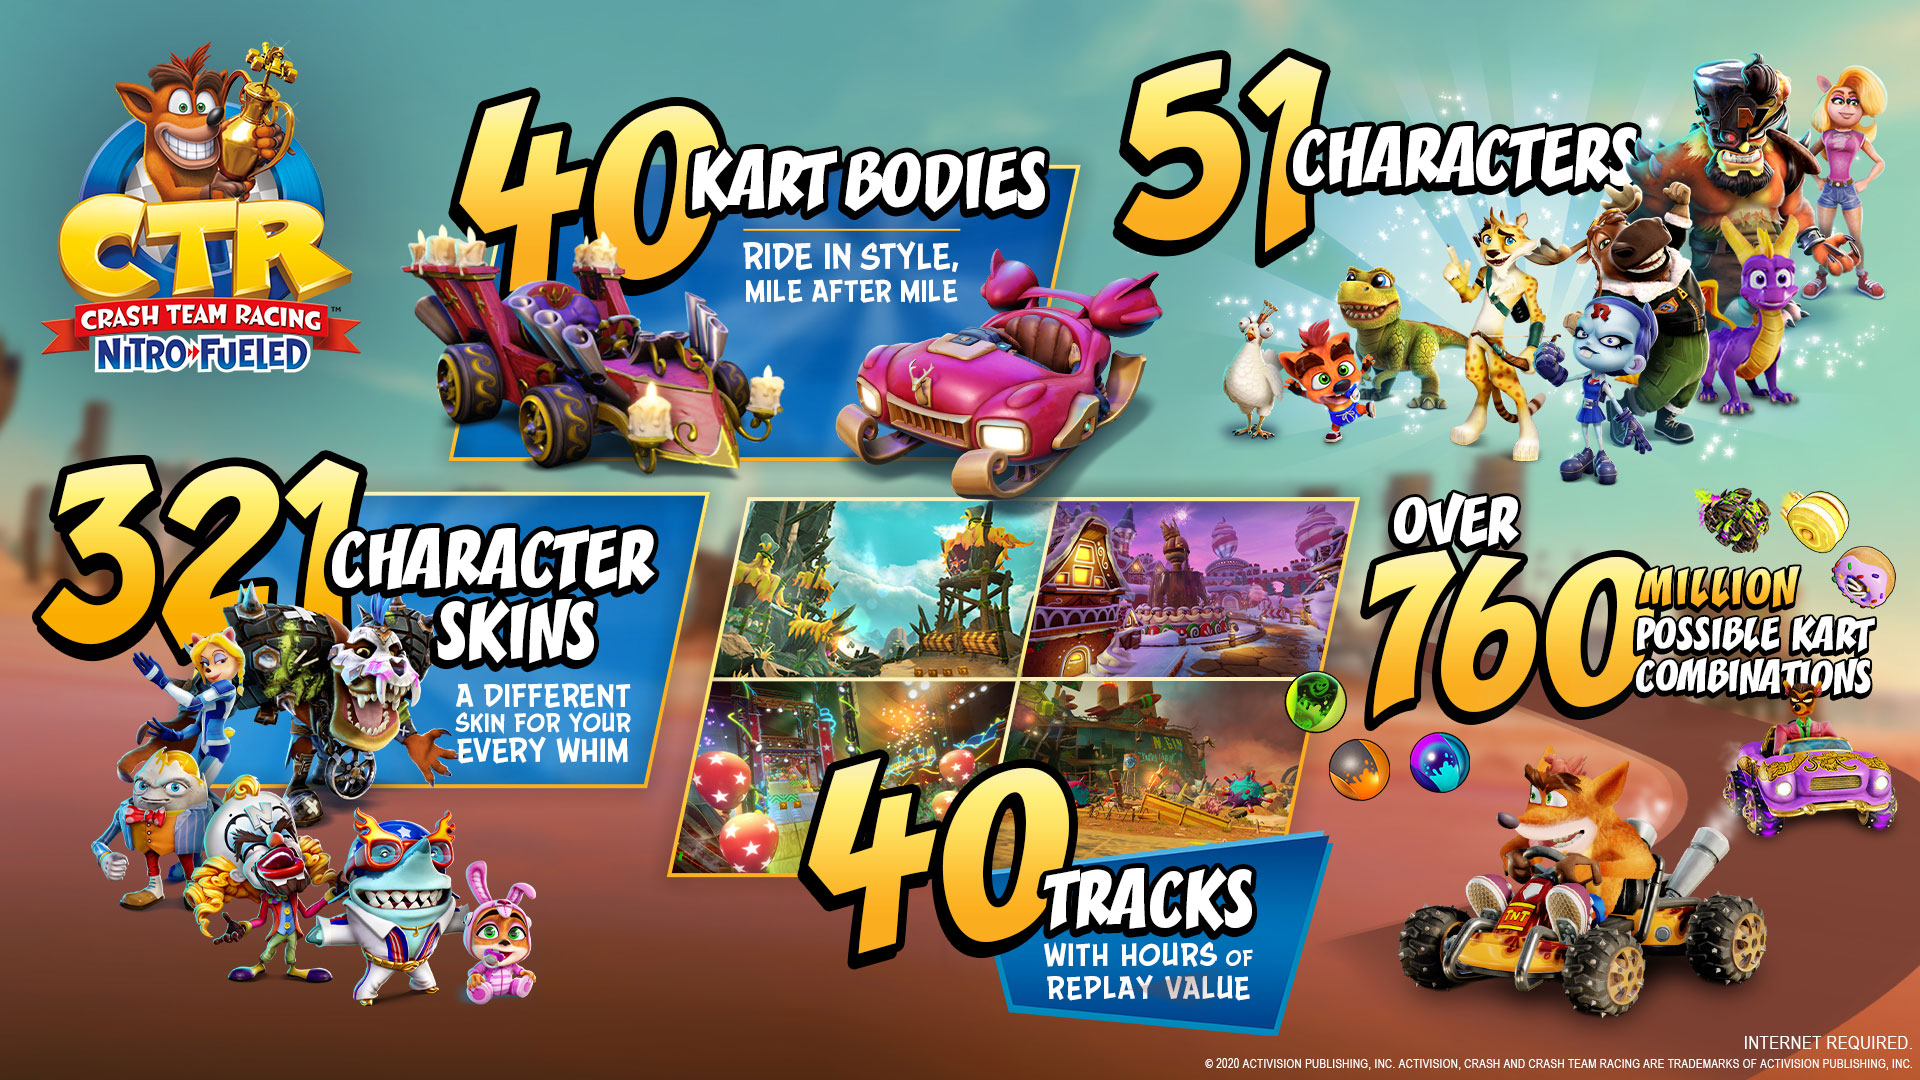 CTR
CRASH TEAM RACING™
NITRO FUELED
40 KART BODIES
RIDE IN STYLE,
MILE AFTER MILE
51 CHARACTERS
321 CHARACTER
SKINS
A DIFFERENT
SKIN FOR YOUR
EVERY WHIM
40 TRACKS
WITH HOURS OF
REPLAY VALUE
OVER
760 MILLION
POSSIBLE KART
COMBINATIONS
TNT
INTERNET REQUIRED.
© 2020 ACTIVISION PUBLISHING, INC. ACTIVISION, CRASH AND CRASH TEAM RACING ARE TRADEMARKS OF ACTIVISION PUBLISHING, INC.